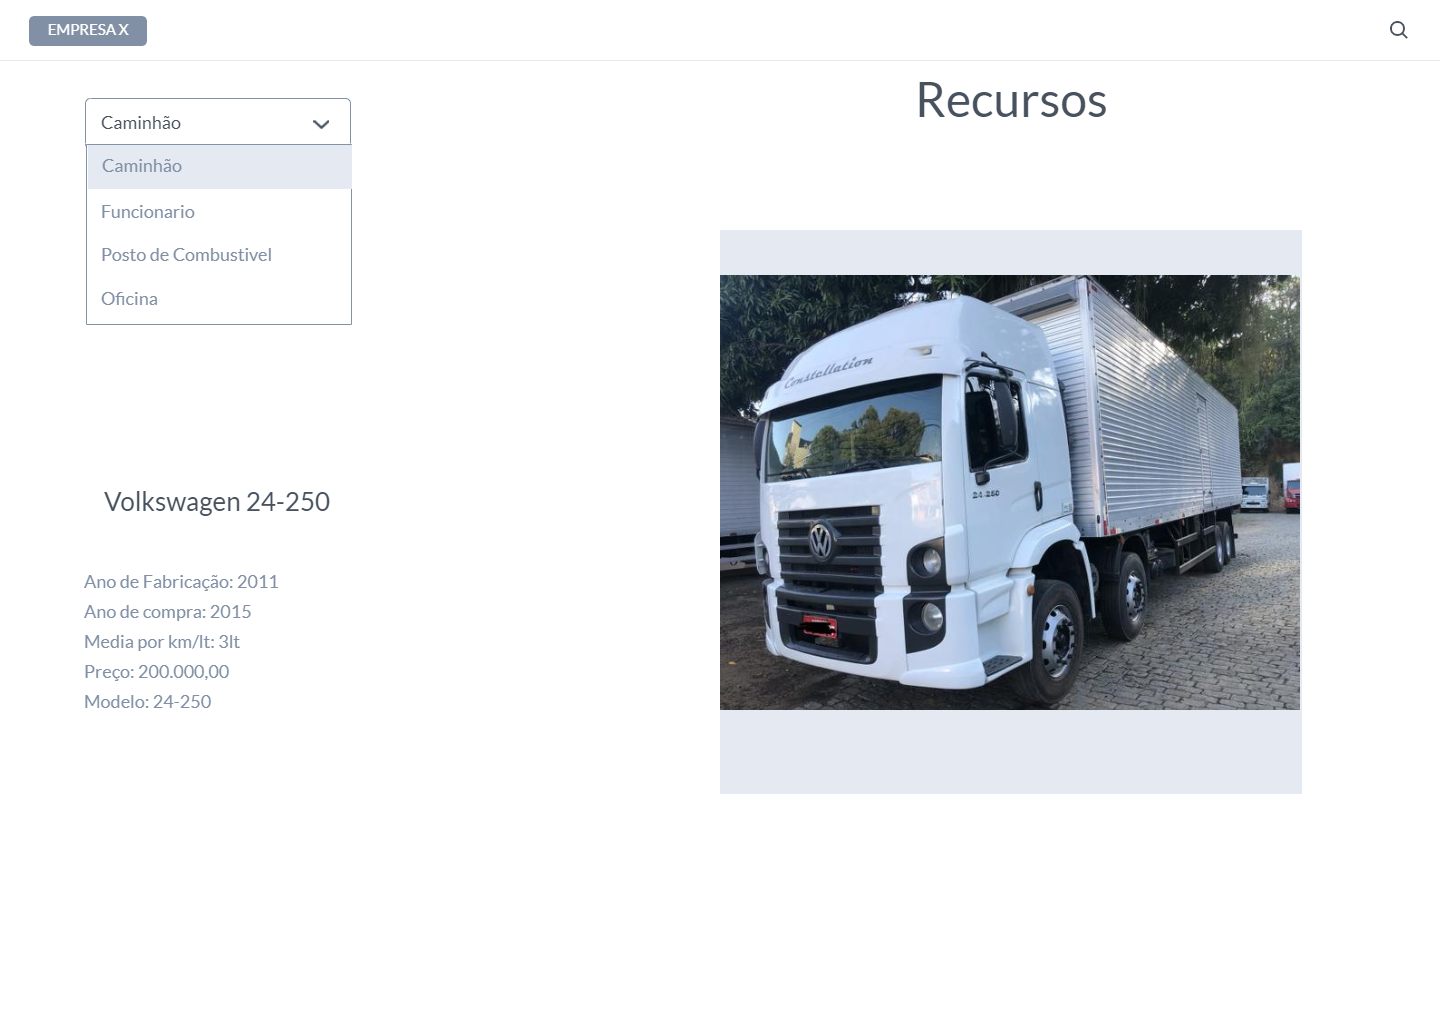 EMPRESA X
Recursos
Caminhão
Caminhão
Funcionario
Posto de Combustivel
Oficina
Constellation
24-250
Volkswagen 24-250
Ano de Fabricação: 2011
Ano de compra: 2015
Media por km/lt: 3lt
Preço: 200.000,00
Modelo: 24-250